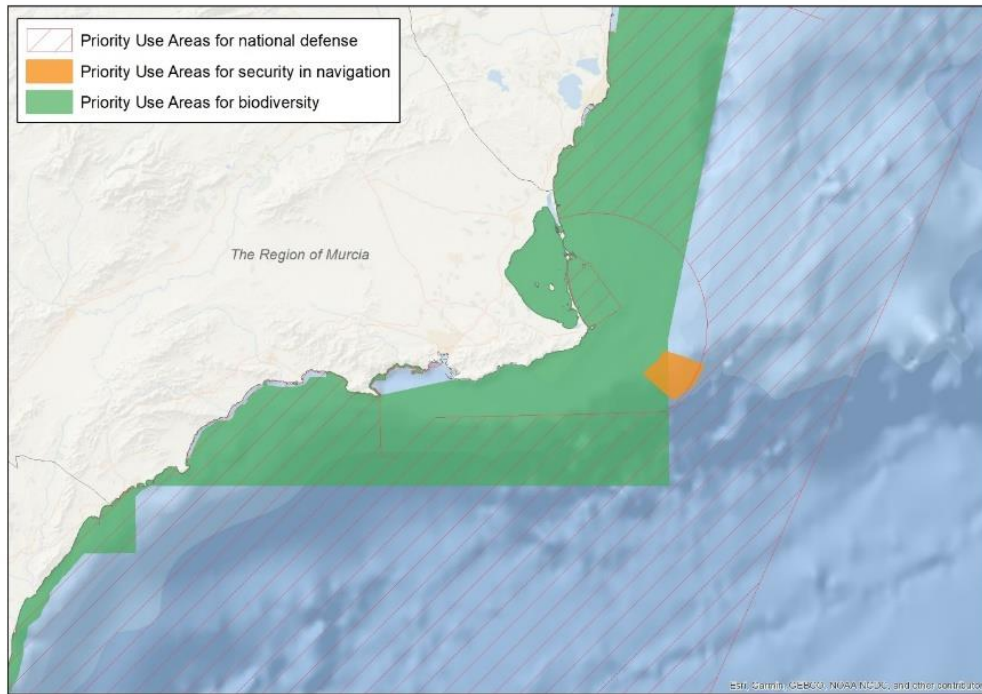 Priority Use Areas for national defense
Priority Use Areas for security in navigation
Priority Use Areas for biodiversity
The Region of Murcia
Esri, Garmin, GEBCO, NOAA NGDC, and other contributors